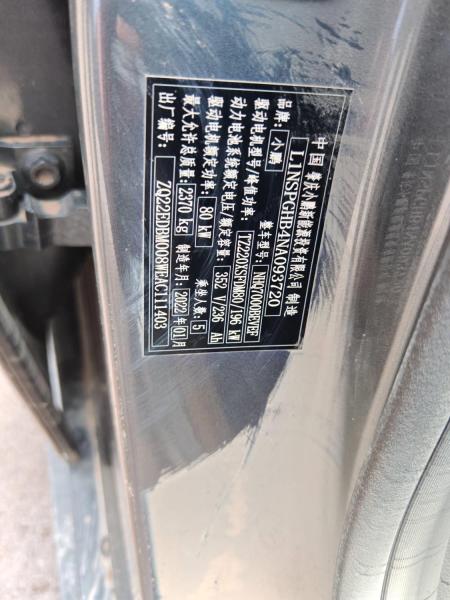 中国 肇庆小鹏新能源投资有限公司 制造
L1NSPGHB4NA093720
品牌: 小鹏 整车型号: NHQ7000BEVEF
驱动电机型号/峰值功率: TZ220XSFDM80/196 kW
动力电池系统额定电压/额定容量: 352 V/236 Ah
驱动电机额定功率: 80 kW 乘坐人数: 5
最大允许总质量: 2370 kg 制造年月: 2022年01月
出厂编号: ZG22E0B0M008WEAC111403